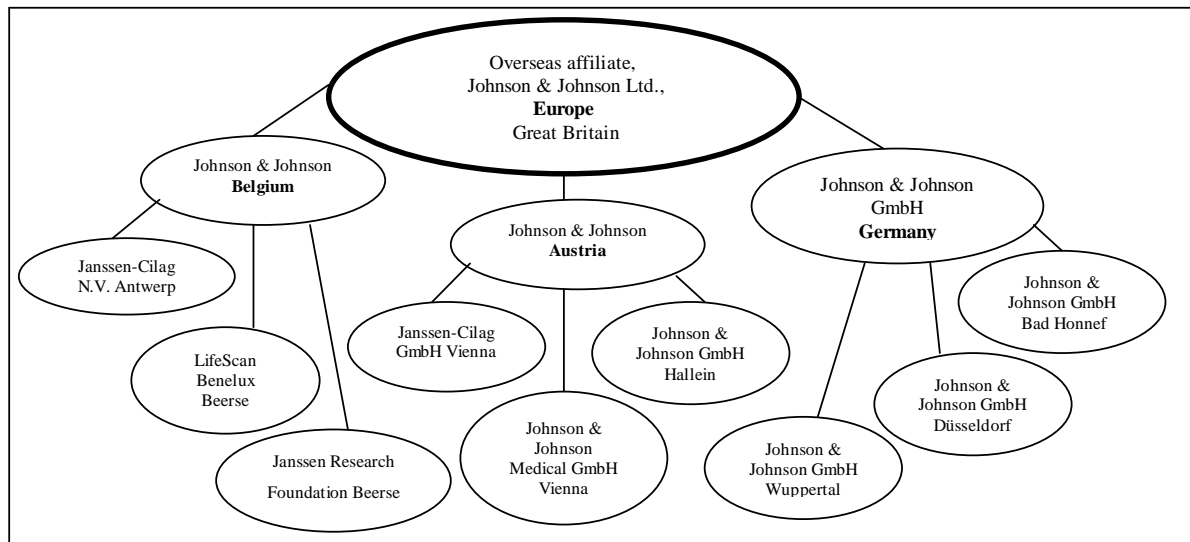 Overseas affiliate,
Johnson & Johnson Ltd.,
Europe
Great Britain
Johnson & Johnson
Belgium
Johnson & Johnson
Austria
Johnson & Johnson
GmbH
Germany
Janssen-Cilag
N.V. Antwerp
LifeScan
Benelux
Beerse
Janssen Research
Foundation Beerse
Janssen-Cilag
GmbH Vienna
Johnson &
Johnson
Medical GmbH
Vienna
Johnson &
Johnson GmbH
Hallein
Johnson &
Johnson GmbH
Wuppertal
Johnson &
Johnson GmbH
Düsseldorf
Johnson &
Johnson GmbH
Bad Honnef